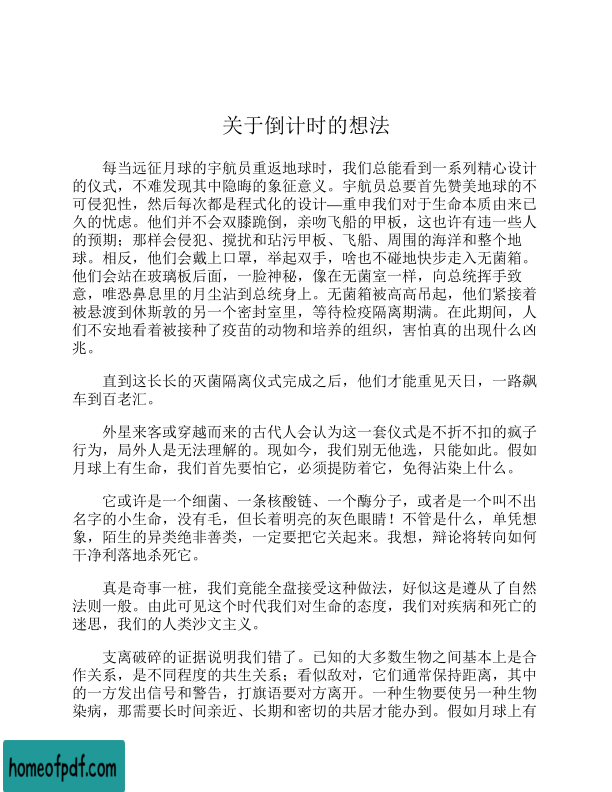 关于倒计时的想法
每当远征月球的宇航员重返地球时，我们总能看到一系列精心设计
的仪式，不难发现其中隐晦的象征意义。宇航员总要首先赞美地球的不
可侵犯性，然后每次都是程式化的设计—重申我们对于生命本质由来已
久的忧虑。他们并不会双膝跪倒，亲吻飞船的甲板，这也许有违一些人
的预期；那样会侵犯、搅扰和玷污甲板、飞船、周围的海洋和整个地
球。相反，他们会戴上口罩，举起双手，啥也不碰地快步走入无菌箱。
他们会站在玻璃板后面，一脸神秘，像在无菌室一样，向总统挥手致
意，唯恐鼻息里的月尘沾到总统身上。无菌箱被高高吊起，他们紧接着
被悬渡到休斯敦的另一个密封室里，等待检疫隔离期满。在此期间，人
们不安地看着被接种了疫苗的动物和培养的组织，害怕真的出现什么凶
兆。
直到这长长的灭菌隔离仪式完成之后，他们才能重见天日，一路飙
车到百老汇。
外星来客或穿越而来的古代人会认为这一套仪式是不折不扣的疯子
行为，局外人是无法理解的。现如今，我们别无他选，只能如此。假如
月球上有生命，我们首先要怕它，必须提防着它，免得沾染上什么。
它或许是一个细菌、一条核酸链、一个酶分子，或者是一个叫不出
名字的小生命，没有毛，但长着明亮的灰色眼睛！不管是什么，单凭想
象，陌生的异类绝非善类，一定要把它关起来。我想，辩论将转向如何
干净利落地杀死它。
真是奇事一桩，我们竟能全盘接受这种做法，好似这是遵从了自然
法则一般。由此可见这个时代我们对生命的态度，我们对疾病和死亡的
迷思，我们的人类沙文主义。
支离破碎的证据说明我们错了。已知的大多数生物之间基本上是合
作关系，是不同程度的共生关系；看似敌对，它们通常保持距离，其中
的一方发出信号和警告，打旗语要对方离开。一种生物要使另一种生物
染病，那需要长时间亲近、长期和密切的共居才能办到。假如月球上有
homeofpdf.com